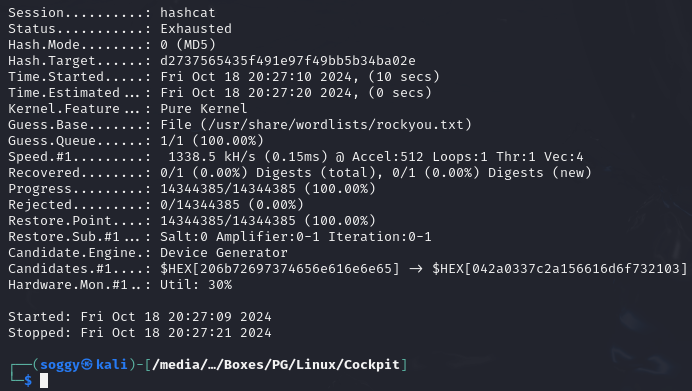 Session..........: hashcat
Status...........: Exhausted
Hash.Mode........: 0 (MD5)
Hash.Target......: d2737565435f491e97f49bb5b34ba02e
Time.Started.....: Fri Oct 18 20:27:10 2024, (10 secs)
Time.Estimated...: Fri Oct 18 20:27:20 2024, (0 secs)
Kernel.Feature...: Pure Kernel
Guess.Base.......: File (/usr/share/wordlists/rockyou.txt)
Guess.Queue......: 1/1 (100.00%)
Speed.#1.........:  1338.5 kH/s (0.15ms) @ Accel:512 Loops:1 Thr:1 Vec:4
Recovered........: 0/1 (0.00%) Digests (total), 0/1 (0.00%) Digests (new)
Progress.........: 14344385/14344385 (100.00%)
Rejected.........: 0/14344385 (0.00%)
Restore.Point....: 14344385/14344385 (100.00%)
Restore.Sub.#1...: Salt:0 Amplifier:0-1 Iteration:0-1
Candidate.Engine.: Device Generator
Candidates.#1....: $HEX[206b72697374656e616e6e65] -> $HEX[042a0337c2a156616d6f732103]
Hardware.Mon.#1..: Util: 30%
Started: Fri Oct 18 20:27:09 2024
Stopped: Fri Oct 18 20:27:21 2024
┌──(soggy㉿kali)-[/media/…/Boxes/PG/Linux/Cockpit]
└─$